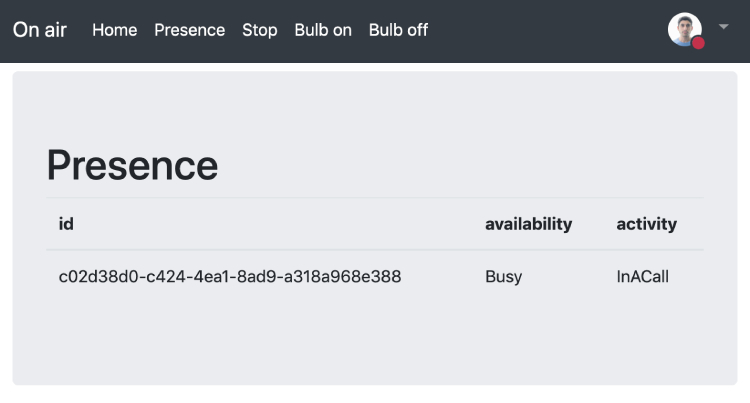 On air Home Presence Stop Bulb on Bulb off
Presence
id availability activity
c02d38d0-c424-4ea1-8ad9-a318a968e388 Busy InACall